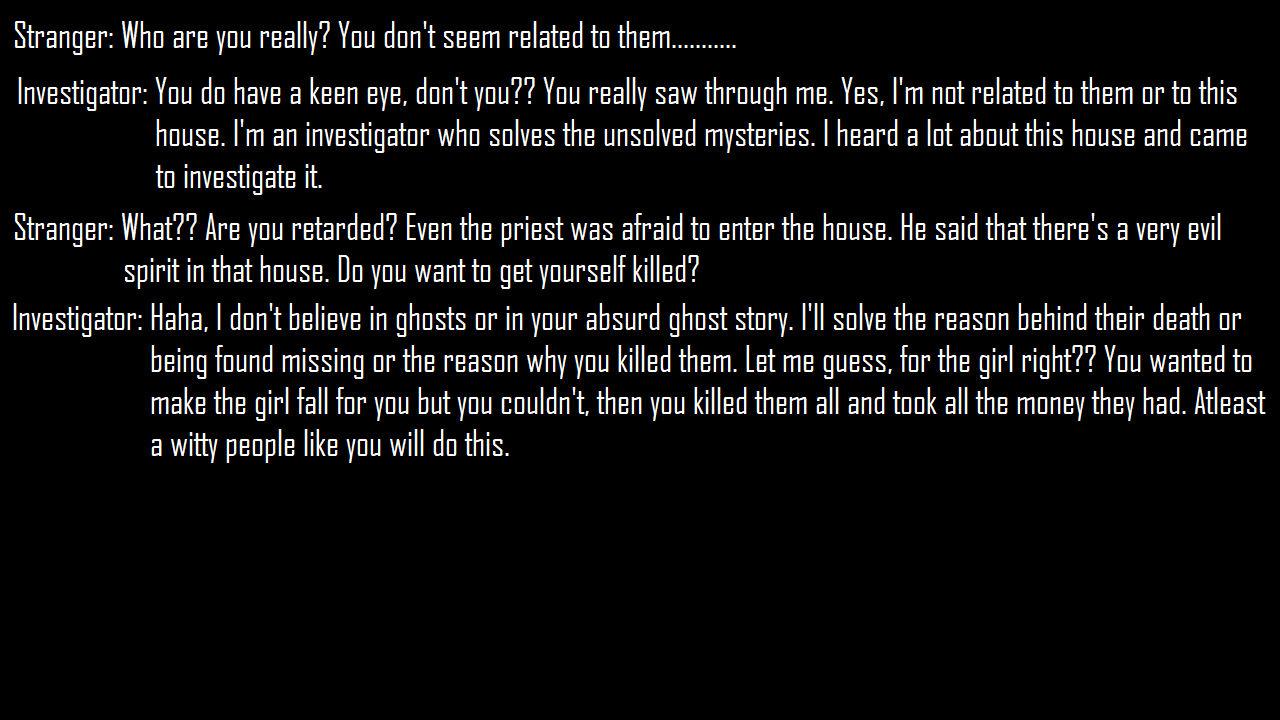 Stranger: Who are you really? You don't seem related to them...........
Investigator: You do have a keen eye, don't you?? You really saw through me. Yes, I'm not related to them or to this
house. I'm an investigator who solves the unsolved mysteries. I heard a lot about this house and came
to investigate it.
Stranger: What?? Are you retarded? Even the priest was afraid to enter the house. He said that there's a very evil
spirit in that house. Do you want to get yourself killed?
Investigator: Haha, I don't believe in ghosts or in your absurd ghost story. I'll solve the reason behind their death or
being found missing or the reason why you killed them. Let me guess, for the girl right?? You wanted to
make the girl fall for you but you couldn't, then you killed them all and took all the money they had. Atleast
a witty people like you will do this.